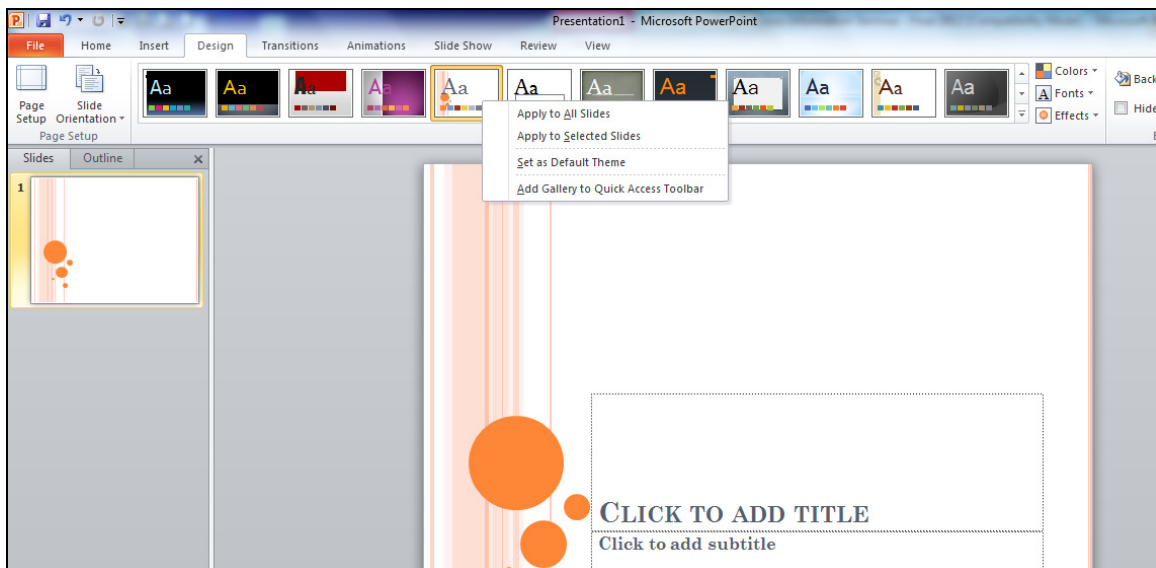 Presentation1 - Microsoft PowerPoint
File Home Insert Design Transitions Animations Slide Show Review View
Page Setup
Slide Orientation
Page Setup
Aa Aa Aa Aa Aa Aa Aa Aa Aa Aa Aa Aa
Colors
Fonts
Effects
Back
Hide
Apply to All Slides
Apply to Selected Slides
Set as Default Theme
Add Gallery to Quick Access Toolbar
Slides Outline
1
CLICK TO ADD TITLE
Click to add subtitle